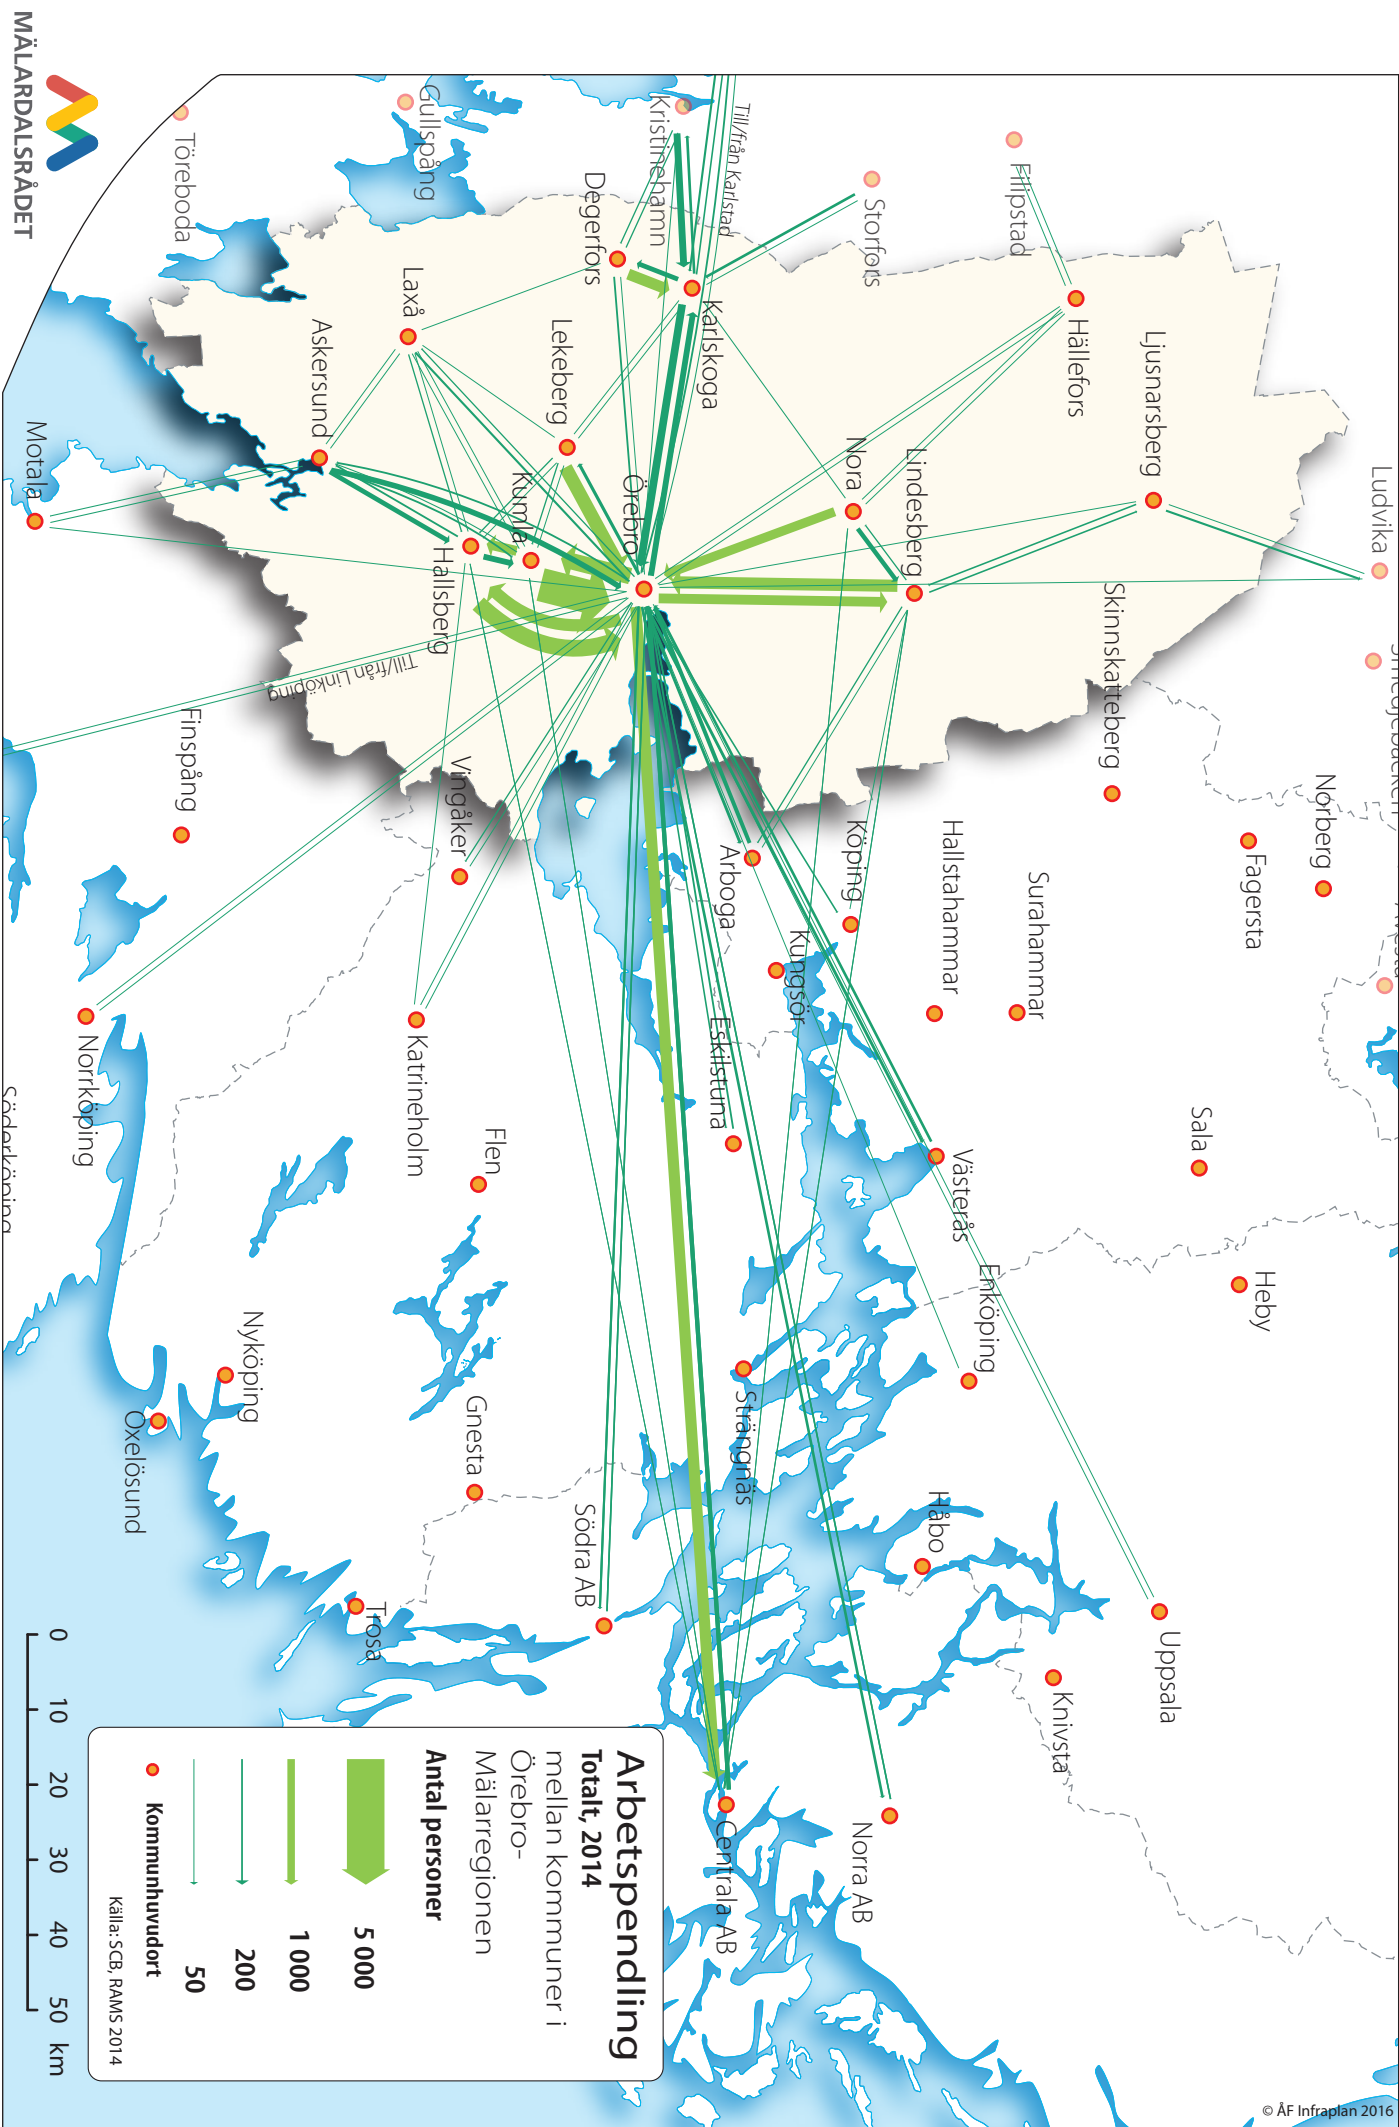 MÄLARDALSRÅDET
Töreboda
Gullspång
Kristinehamn
Till/från Karlstad
Storfors
Filipstad
Degerfors
Karlskoga
Hällefors
Ljusnarsberg
Laxå
Lekeberg
Askersund
Motala
Nora
Lindesberg
Ludvika
Örebro
Kumla
Hallsberg
Till/från Linköping
Skinnskatteberg
Norberg
Fagersta
Finspång
Vingåker
Arboga
Köping
Hallstahammar
Surahammar
Kungsör
Eskilstuna
Norrköping
Katrineholm
Flen
Västerås
Sala
Heby
Enköping
Söderköping
Nyköping
Oxelösund
Gnesta
Strängnäs
Håbo
Södra AB
Trosa
Uppsala
Knivsta
Norra AB
Centrala AB
Arbetspendling
Totalt, 2014
mellan kommuner i
Örebro-
Mälarregionen
Antal personer
5 000
1 000
200
50
Kommunhuvudort
Källa: SCB, RAMS 2014
0 10 20 30 40 50 km
© ÅF Infraplan 2016